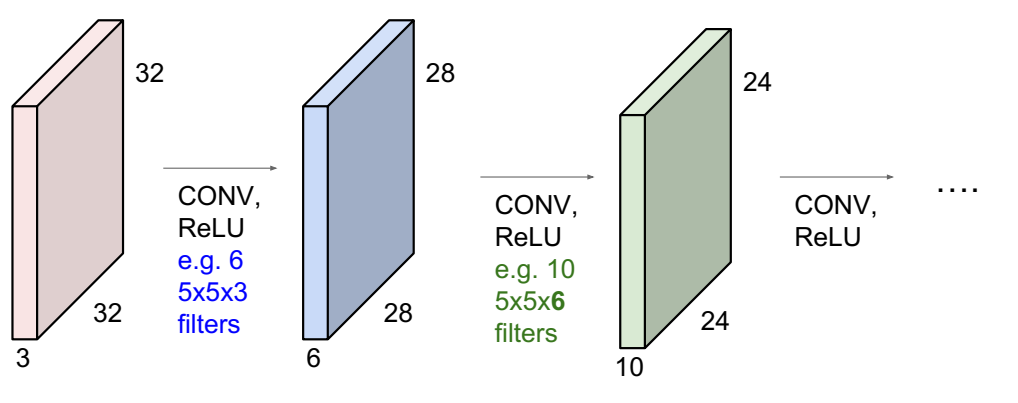 32
32
3
CONV,
ReLU
e.g. 6
5x5x3
filters
28
28
6
CONV,
ReLU
e.g. 10
5x5x6
filters
24
24
10
CONV,
ReLU
....